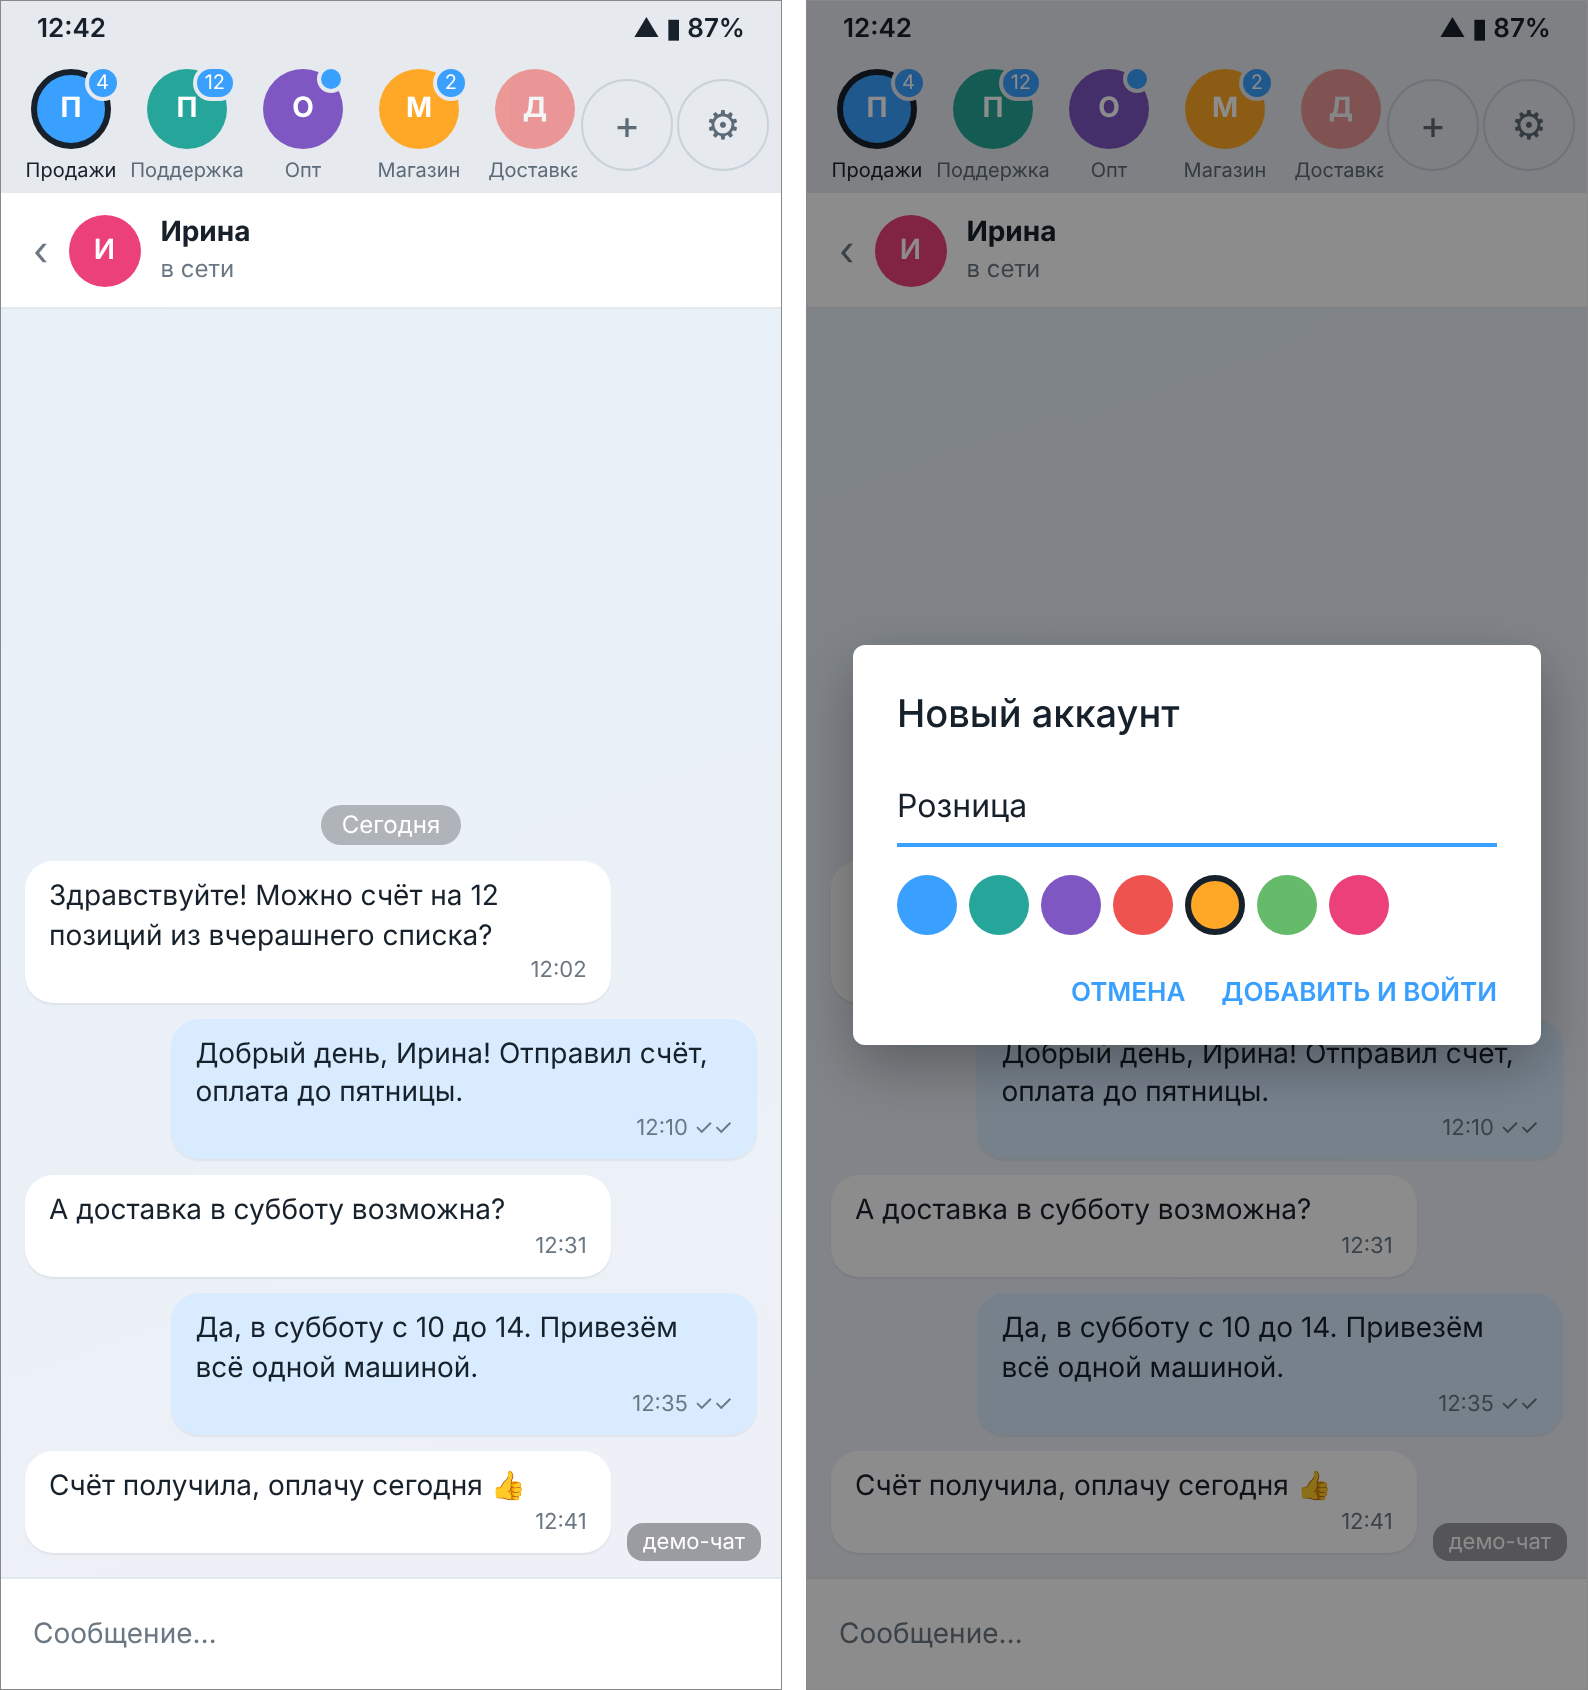 12:42 87%
П 4 П 12 О М 2 Д + 
Продажи Поддержка Опт Магазин Доставка
И Ирина
в сети
Сегодня
Здравствуйте! Можно счёт на 12
позиций из вчерашнего списка?
12:02
Добрый день, Ирина! Отправил счёт,
оплата до пятницы.
12:10
А доставка в субботу возможна?
12:31
Да, в субботу с 10 до 14. Привезём
всё одной машиной.
12:35
Счёт получила, оплачу сегодня 👍
12:41
демо-чат
Сообщение...
12:42 87%
П 4 П 12 О М 2 Д +
Продажи Поддержка Опт Магазин Доставка
И Ирина
в сети
Новый аккаунт
Розница
ОТМЕНА ДОБАВИТЬ И ВОЙТИ
Добрый день, Ирина! Отправил счёт,
оплата до пятницы.
12:10
А доставка в субботу возможна?
12:31
Да, в субботу с 10 до 14. Привезём
всё одной машиной.
12:35
Счёт получила, оплачу сегодня 👍
12:41
демо-чат
Сообщение...